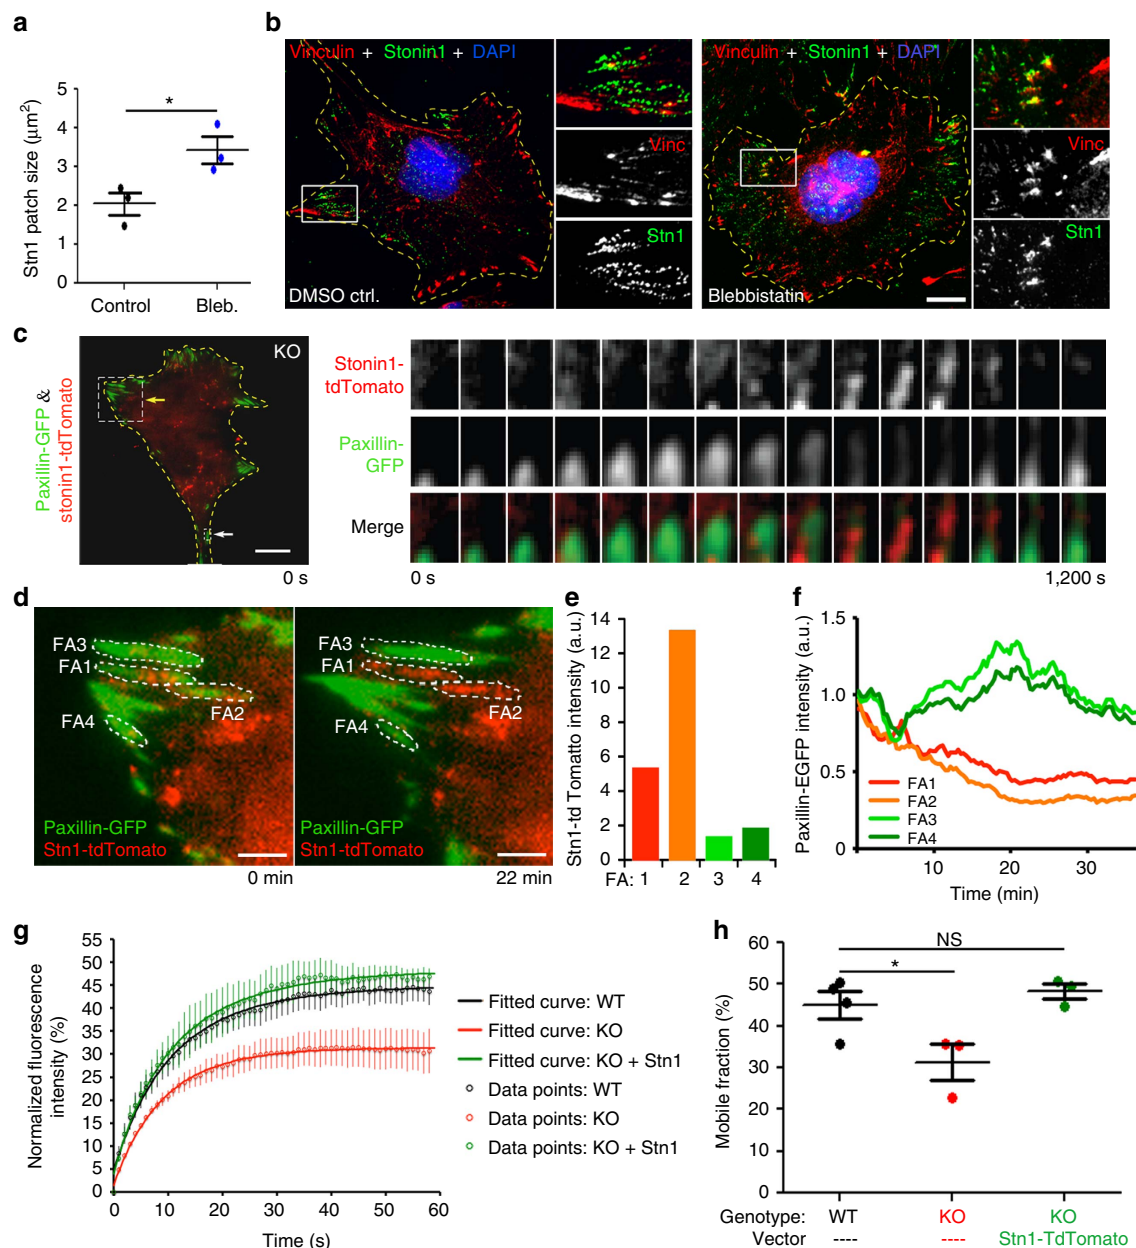 a
Stn1 patch size (μm²)
5
4
3
2
1
0
*
Control
Bleb.
b
Vinculin + Stonin1 + DAPI
DMSO ctrl.
Vinc
Stn1
Vinculin + Stonin1 + DAPI
Blebbistatin
Vinc
Stn1
c
Paxillin-GFP &
stonin1-tdTomato
KO
0 s
Stonin1-
tdTomato
Paxillin-
GFP
Merge
0 s
1,200 s
d
FA3
FA1
FA2
FA4
Paxillin-GFP
Stn1-tdTomato
0 min
FA3
FA1
FA2
FA4
Paxillin-GFP
Stn1-tdTomato
22 min
e
Stn1-td Tomatto intensity (a.u.)
14
12
10
8
6
4
2
0
FA: 1 2 3 4
f
Paxillin-EGFP intensity (a.u.)
1.5
1.0
0.5
0
FA1
FA2
FA3
FA4
10 20 30
Time (min)
g
Normalized fluorescence
intensity (%)
55
50
45
40
35
30
25
20
15
10
5
0
0 10 20 30 40 50 60
Time (s)
Fitted curve: WT
Fitted curve: KO
Fitted curve: KO + Stn1
Data points: WT
Data points: KO
Data points: KO + Stn1
h
Mobile fraction (%)
60
50
40
30
20
10
0
NS
*
Genotype: WT KO KO
Vector ---- ---- Stn1-TdTomato